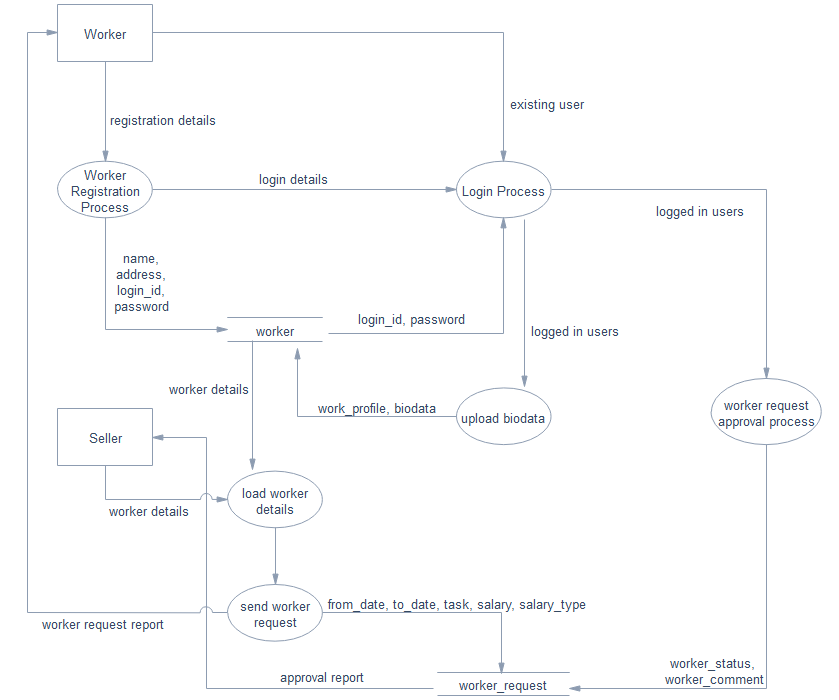 Worker
existing user
registration details
Worker
Registration
Process
login details
Login Process
logged in users
name,
address,
login_id,
password
worker
login_id, password
logged in users
worker details
work_profile, biodata
upload biodata
worker request
approval process
Seller
load worker
details
worker details
send worker
request
from_date, to_date, task, salary, salary_type
worker request report
worker_status,
worker_comment
approval report
worker_request